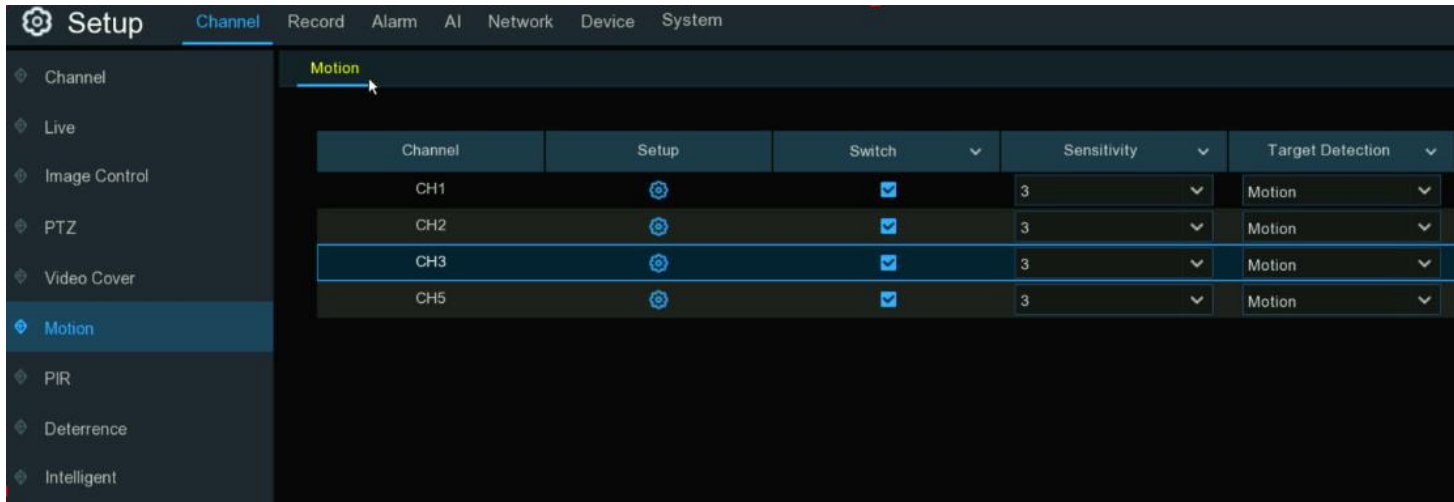 Setup Channel Record Alarm AI Network Device System
Motion
Channel
Live
Image Control
PTZ
Video Cover
Motion
PIR
Deterrence
Intelligent
Channel Setup Switch Sensitivity Target Detection
CH1 3 Motion
CH2 3 Motion
CH3 3 Motion
CH5 3 Motion